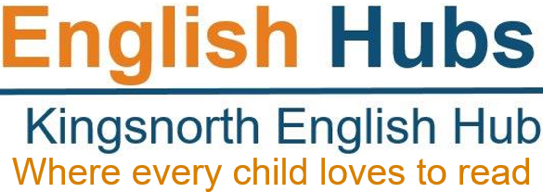 English Hubs
Kingsnorth English Hub
Where every child loves to read